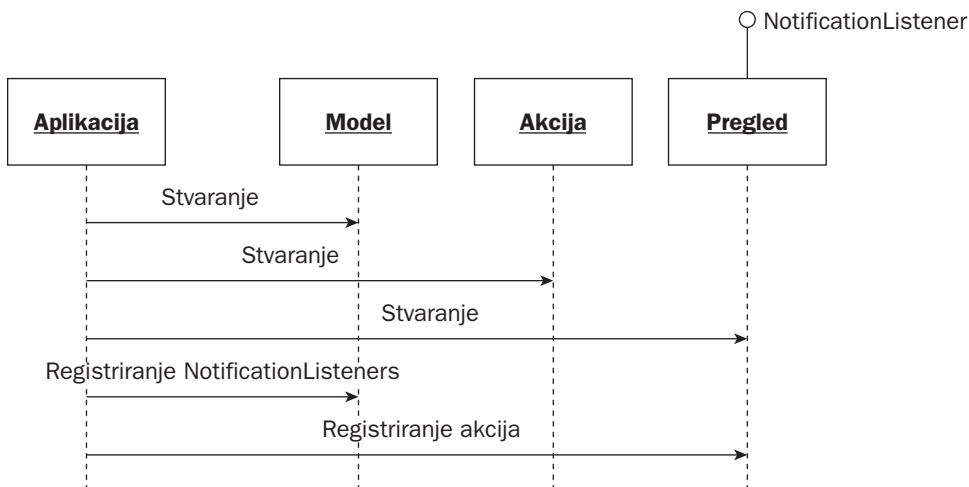 NotificationListener
Aplikacija
Model
Akcija
Pregled
Stvaranje
Stvaranje
Stvaranje
Registriranje NotificationListeners
Registriranje akcija